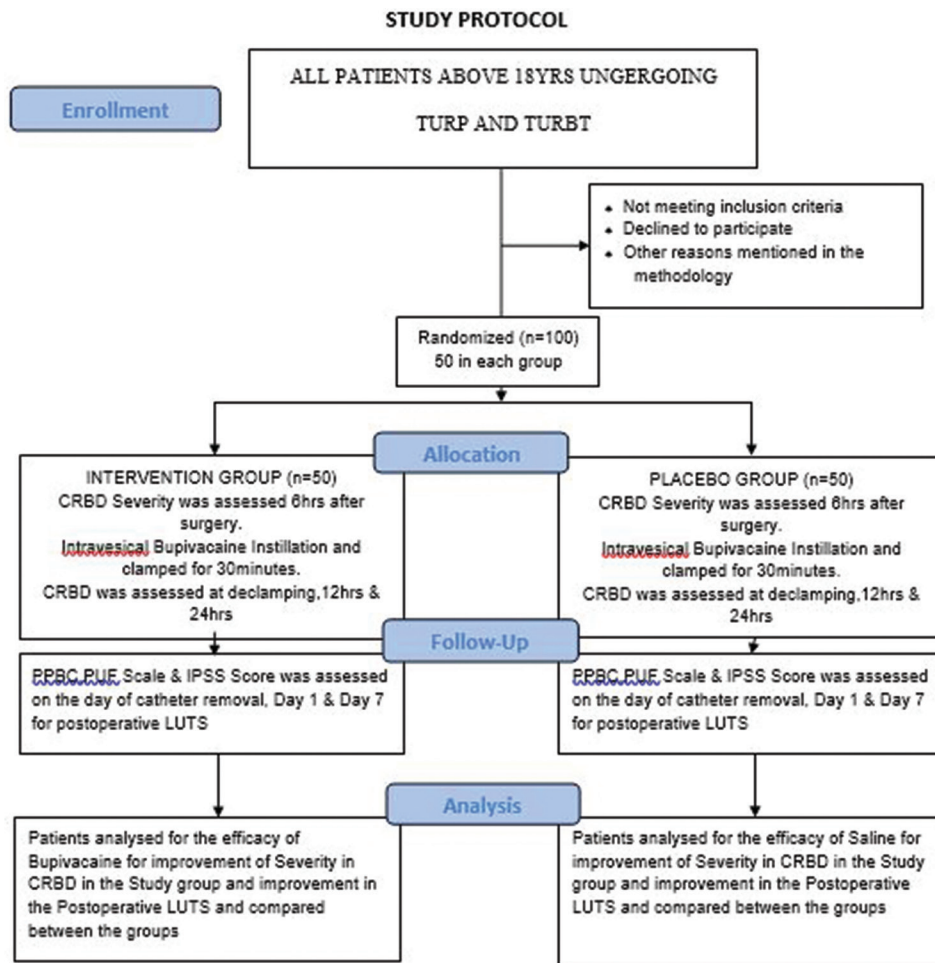 STUDY PROTOCOL
ALL PATIENTS ABOVE 18YRS UNGERGOING
TURP AND TURBT
Enrollment
Not meeting inclusion criteria
Declined to participate
Other reasons mentioned in the
methodology
Randomized (n=100)
50 in each group
Allocation
INTERVENTION GROUP (n=50)
CRBD Severity was assessed 6hrs after
surgery.
Intravesical Bupivacaine Instillation and
clamped for 30minutes.
CRBD was assessed at declamping,12hrs &
24hrs
PLACEBO GROUP (n=50)
CRBD Severity was assessed 6hrs after
surgery.
Intravesical Bupivacaine Instillation and
clamped for 30minutes.
CRBD was assessed at declamping,12hrs &
24hrs
Follow-Up
PPBC,PUF Scale & IPSS Score was assessed
on the day of catheter removal, Day 1 & Day 7
for postoperative LUTS
PPBC,PUF Scale & IPSS Score was assessed
on the day of catheter removal, Day 1 & Day 7
for postoperative LUTS
Analysis
Patients analysed for the efficacy of
Bupivacaine for improvement of Severity in
CRBD in the Study group and improvement in
the Postoperative LUTS and compared
between the groups
Patients analysed for the efficacy of Saline for
improvement of Severity in CRBD in the Study
group and improvement in the Postoperative
LUTS and compared between the groups